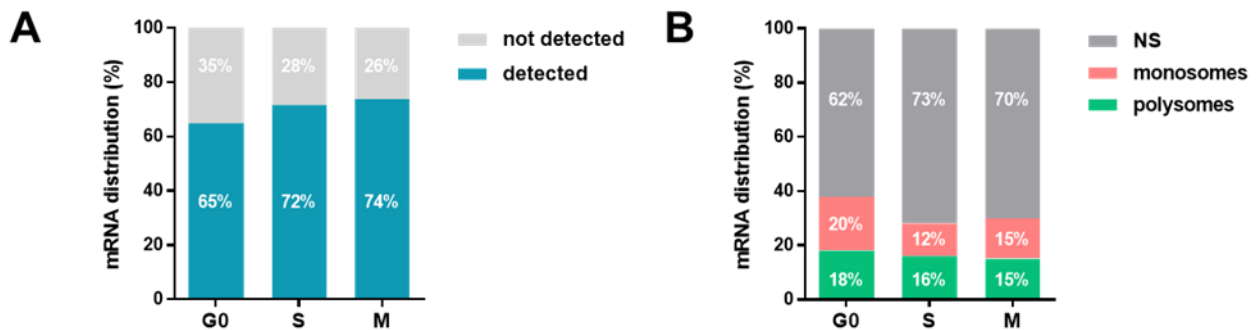 A
mRNA distribution (%)
100
80
60
40
20
0
35%
28%
26%
65%
72%
74%
G0
S
M
not detected
detected
B
mRNA distribution (%)
100
80
60
40
20
0
62%
73%
70%
20%
12%
15%
18%
16%
15%
G0
S
M
NS
monosomes
polysomes